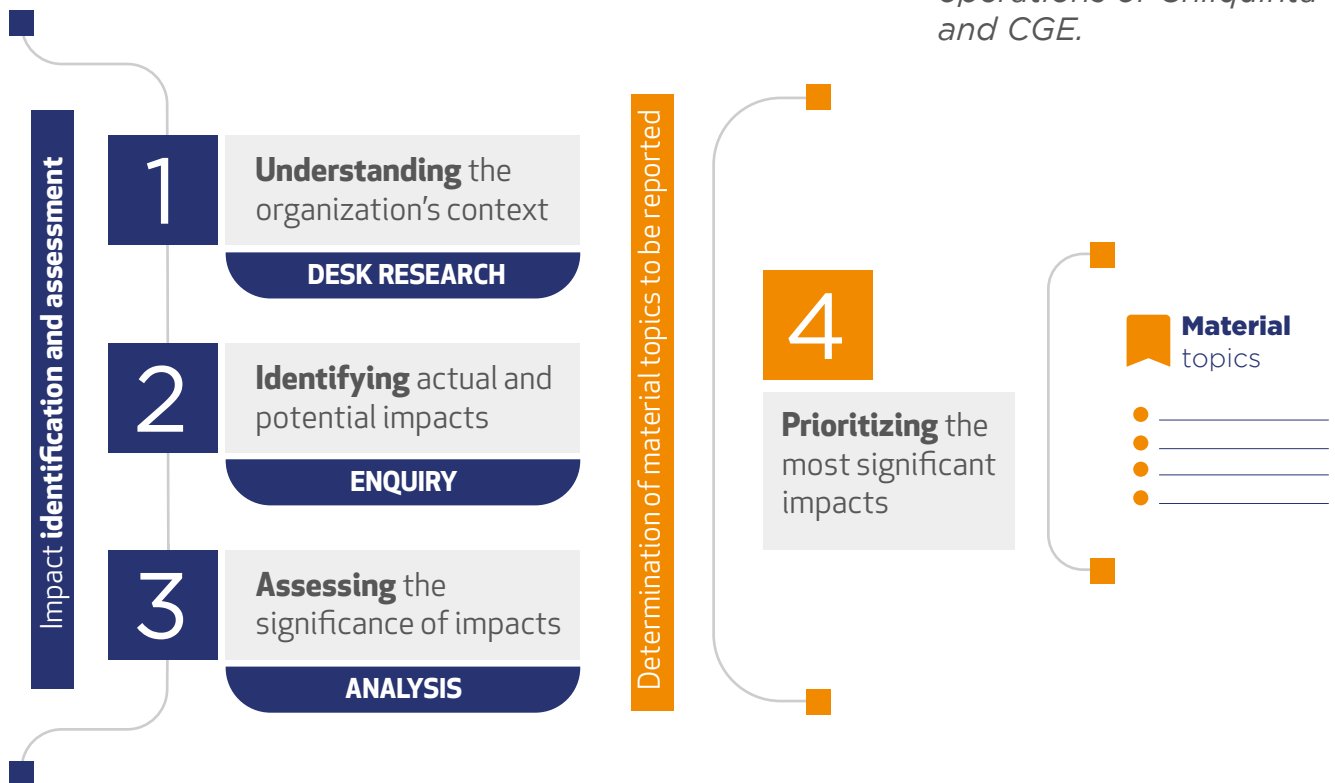 and CGE.
Impact identification and assessment
1
Understanding the
organization's context
DESK RESEARCH
2
Identifying actual and
potential impacts
ENQUIRY
3
Assessing the
significance of impacts
ANALYSIS
Determination of material topics to be reported
4
Prioritizing the
most significant
impacts
Material
topics